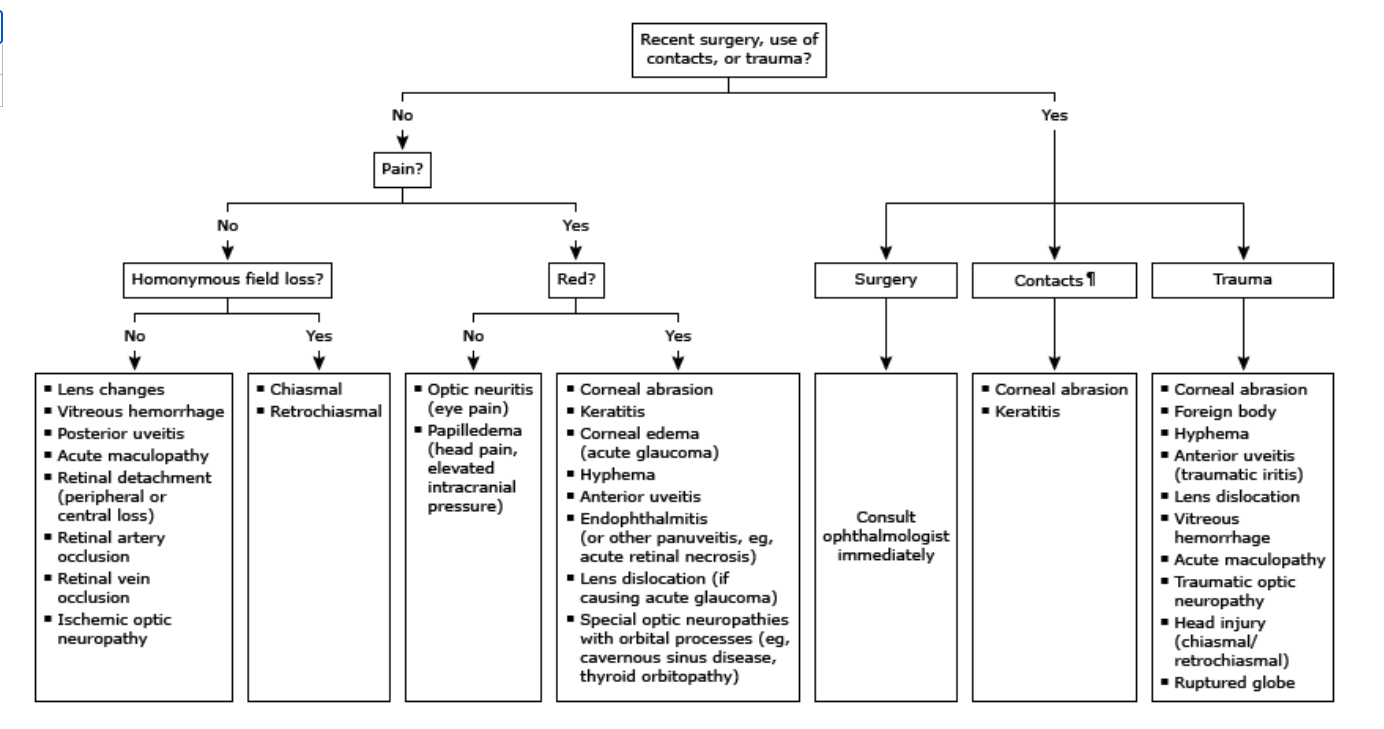 Recent surgery, use of
contacts, or trauma?
No
Yes
Pain?
No
Yes
Homonymous field loss?
Red?
Surgery
Contacts¶
Trauma
No
Yes
No
Yes
▪ Lens changes
▪ Vitreous hemorrhage
▪ Posterior uveitis
▪ Acute maculopathy
▪ Retinal detachment
(peripheral or
central loss)
▪ Retinal artery
occlusion
▪ Retinal vein
occlusion
▪ Ischemic optic
neuropathy
▪ Chiasmal
▪ Retrochiasmal
▪ Optic neuritis
(eye pain)
▪ Papilledema
(head pain,
elevated
intracranial
pressure)
▪ Corneal abrasion
▪ Keratitis
▪ Corneal edema
(acute glaucoma)
▪ Hyphema
▪ Anterior uveitis
▪ Endophthalmitis
(or other panuveitis, eg,
acute retinal necrosis)
▪ Lens dislocation (if
causing acute glaucoma)
▪ Special optic neuropathies
with orbital processes (eg,
cavernous sinus disease,
thyroid orbitopathy)
Consult
ophthalmologist
immediately
▪ Corneal abrasion
▪ Keratitis
▪ Corneal abrasion
▪ Foreign body
▪ Hyphema
▪ Anterior uveitis
(traumatic iritis)
▪ Lens dislocation
▪ Vitreous
hemorrhage
▪ Acute maculopathy
▪ Traumatic optic
neuropathy
▪ Head injury
(chiasmal/
retrochiasmal)
▪ Ruptured globe